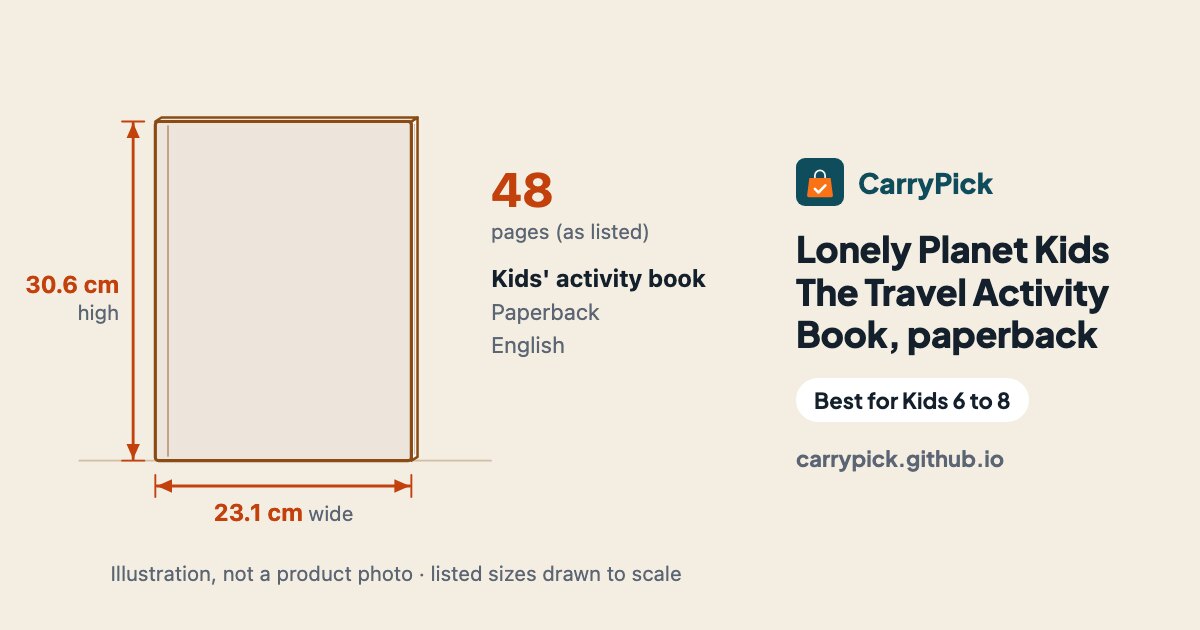 30.6 cm
high
23.1 cm wide
48
pages (as listed)
Kids' activity book
Paperback
English
Illustration, not a product photo · listed sizes drawn to scale
CarryPick
Lonely Planet Kids
The Travel Activity
Book, paperback
Best for Kids 6 to 8
carrypick.github.io